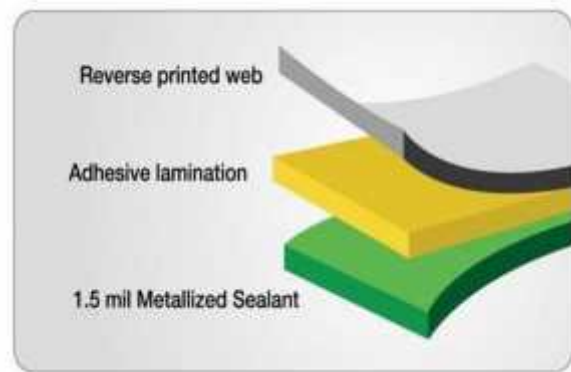 Reverse printed web
Adhesive lamination
1.5 mil Metallized Sealant